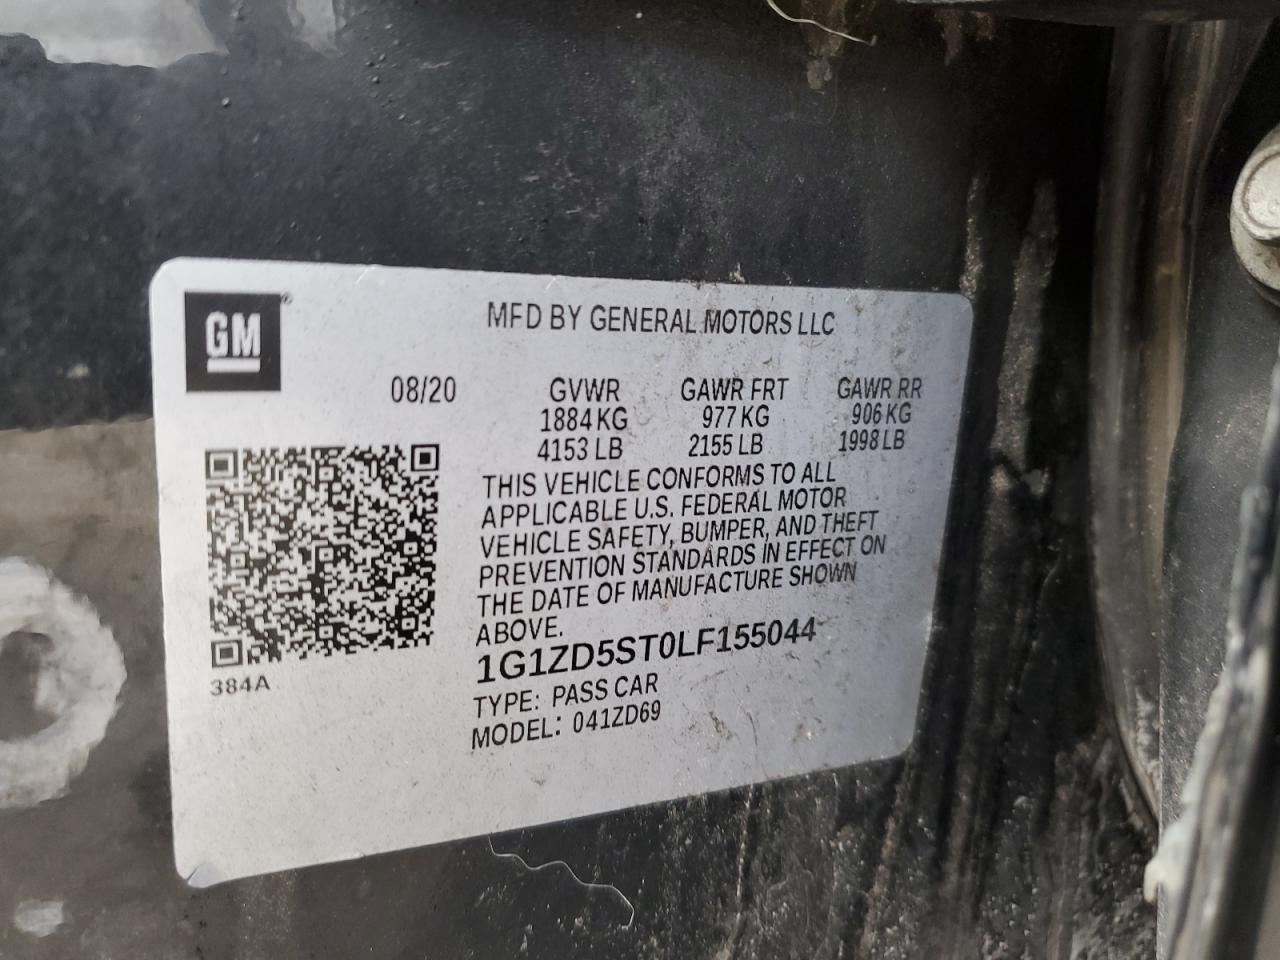 GM
®
MFD BY GENERAL MOTORS LLC
08/20 GVWR GAWR FRT GAWR RR
1884 KG 977 KG 906 KG
4153 LB 2155 LB 1998 LB
THIS VEHICLE CONFORMS TO ALL
APPLICABLE U.S. FEDERAL MOTOR
VEHICLE SAFETY, BUMPER, AND THEFT
PREVENTION STANDARDS IN EFFECT ON
THE DATE OF MANUFACTURE SHOWN
ABOVE.
1G1ZD5ST0LF155044
TYPE: PASS CAR
MODEL: 041ZD69
384A